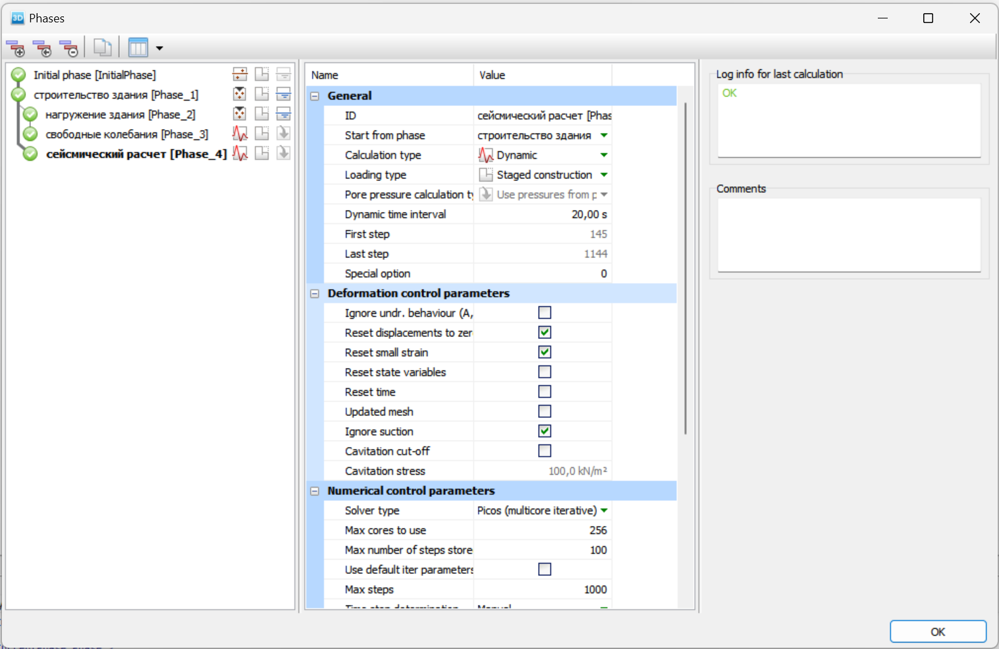 3D Phases
Initial phase [InitialPhase]
строительство здания [Phase_1]
нагружение здания [Phase_2]
свободные колебания [Phase_3]
сейсмический расчет [Phase_4]
Name Value
General
ID сейсмический расчет [Phas
Start from phase строительство здания
Calculation type Dynamic
Loading type Staged construction
Pore pressure calculation ty Use pressures from p
Dynamic time interval 20,00 s
First step 145
Last step 1144
Special option 0
Deformation control parameters
Ignore undr. behaviour (A,
Reset displacements to zer
Reset small strain
Reset state variables
Reset time
Updated mesh
Ignore suction
Cavitation cut-off
Cavitation stress 100,0 kN/m²
Numerical control parameters
Solver type Picos (multicore iterative)
Max cores to use 256
Max number of steps store 100
Use default iter parameters
Max steps 1000
Time step determination Manual
Log info for last calculation
OK
Comments
OK